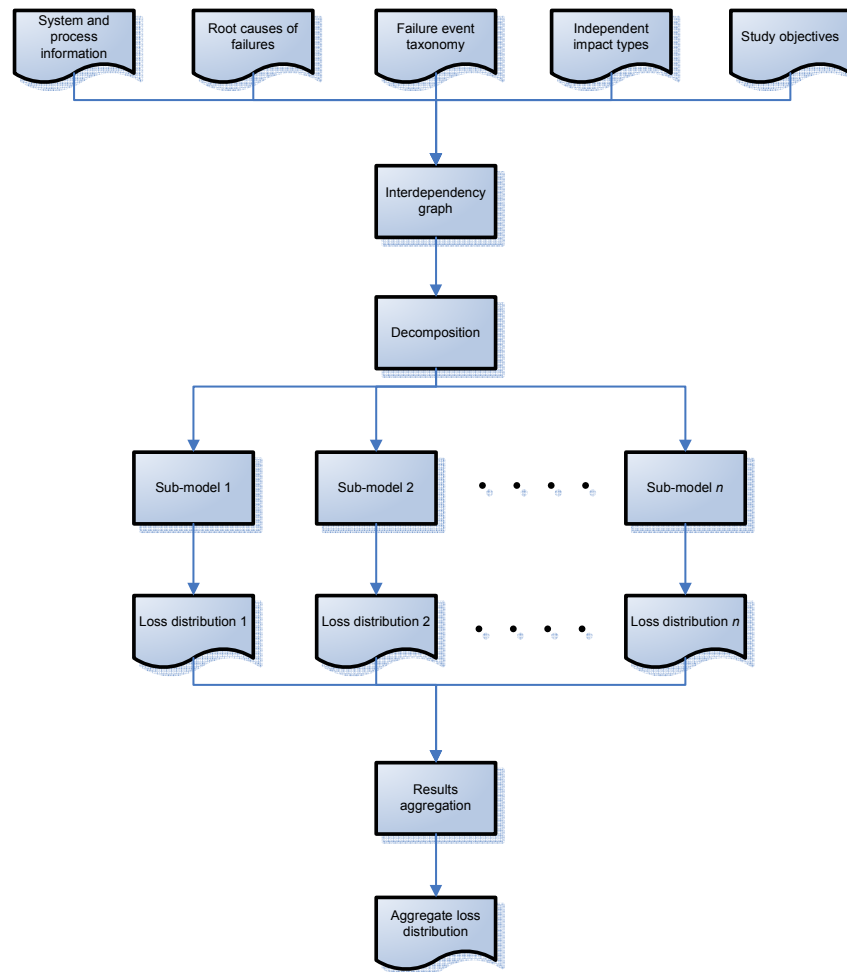 System and
process
information
Root causes of
failures
Failure event
taxonomy
Independent
impact types
Study objectives
Interdependency
graph
Decomposition
Sub-model 1
Sub-model 2
Sub-model n
Loss distribution 1
Loss distribution 2
Loss distribution n
Results
aggregation
Aggregate loss
distribution